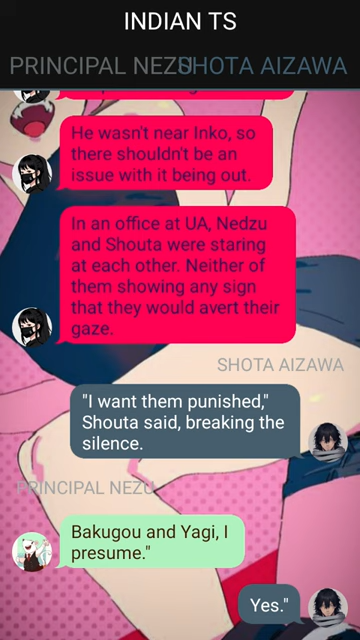 INDIAN TS
PRINCIPAL NEZU SHOTA AIZAWA
He wasn't near Inko, so
there shouldn't be an
issue with it being out.
In an office at UA, Nedzu
and Shouta were staring
at each other. Neither of
them showing any sign
that they would avert their
gaze.
SHOTA AIZAWA
"I want them punished,"
Shouta said, breaking the
silence.
PRINCIPAL NEZU
Bakugou and Yagi, I
presume."
Yes."